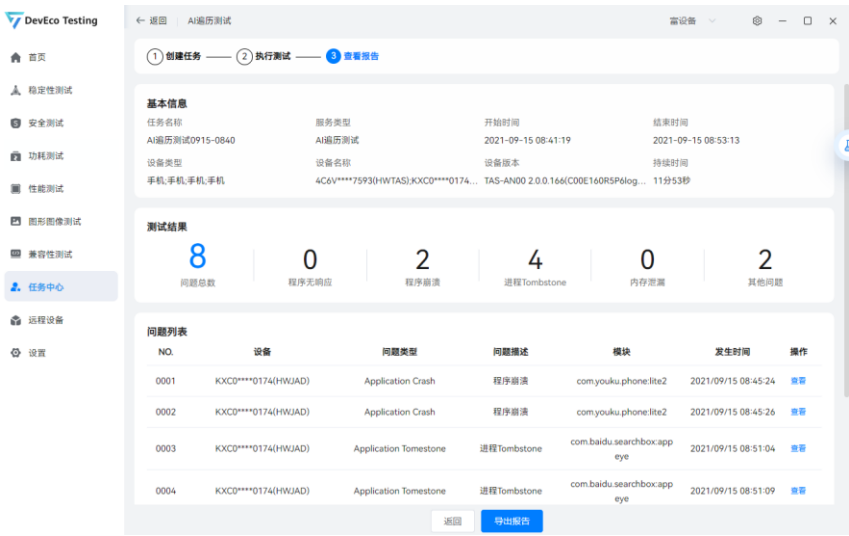 DevEco Testing
← 返回 AI遍历测试
富设备
首页
稳定性测试
安全测试
功耗测试
性能测试
图形图像测试
兼容性测试
任务中心
远程设备
设置
1 创建任务 2 执行测试 3 查看报告
基本信息
任务名称 服务类型 开始时间 结束时间
AI遍历测试0915-0840 AI遍历测试 2021-09-15 08:41:19 2021-09-15 08:53:13
设备类型 设备名称 设备版本 持续时间
手机;手机;手机;手机 4C6V****7593(HWTAS);KXC0****0174... TAS-AN00 2.0.0.166(C00E160R5P6log... 11分53秒
测试结果
8 0 2 4 0 2
问题总数 程序无响应 程序崩溃 进程Tombstone 内存泄漏 其他问题
问题列表
NO. 设备 问题类型 问题描述 模块 发生时间 操作
0001 KXC0****0174(HWJAD) Application Crash 程序崩溃 com.youku.phone:lite2 2021/09/15 08:45:24 查看
0002 KXC0****0174(HWJAD) Application Crash 程序崩溃 com.youku.phone:lite2 2021/09/15 08:45:26 查看
0003 KXC0****0174(HWJAD) Application Tomestone 进程Tombstone com.baidu.searchbox:app 2021/09/15 08:51:04 查看
eye
0004 KXC0****0174(HWJAD) Application Tomestone 进程Tombstone com.baidu.searchbox:app 2021/09/15 08:51:09 查看
eye
返回 导出报告